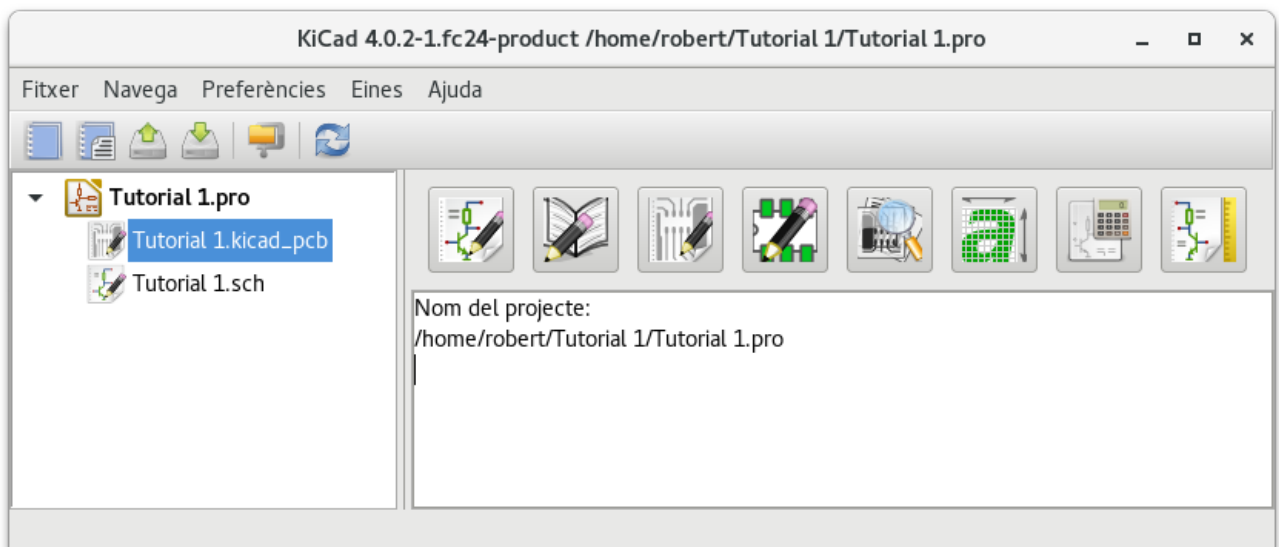 KiCad 4.0.2-1.fc24-product /home/robert/Tutorial 1/Tutorial 1.pro
Fitxer Navega Preferències Eines Ajuda
Tutorial 1.pro
Tutorial 1.kicad_pcb
Tutorial 1.sch
Nom del projecte:
/home/robert/Tutorial 1/Tutorial 1.pro